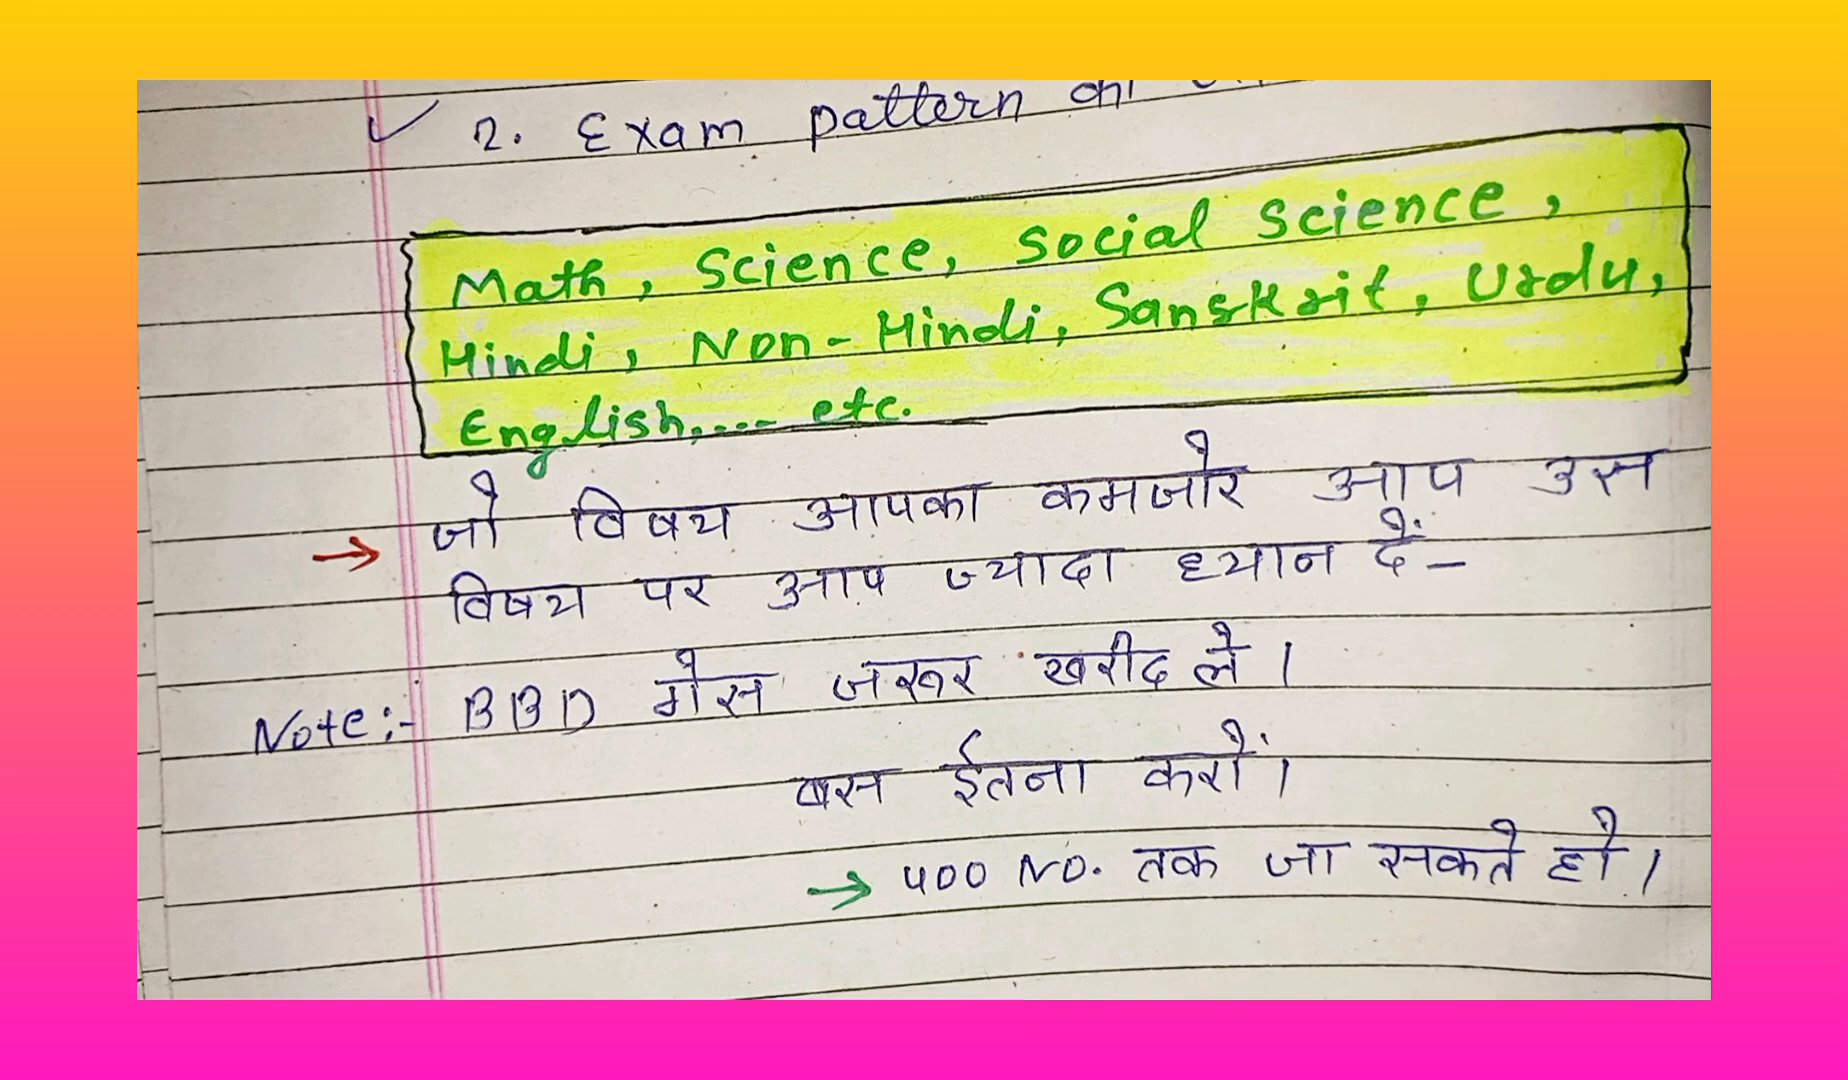 2. Exam pattern का
Math, Science, Social Science,
Hindi, Non-Hindi, Sanskrit, Urdu,
English,.... etc.
→ जो विषय आपका कमजोर आप उस
विषय पर आप ज्यादा ध्यान दें-
Note:- BBD गेस जरूर खरीद ले।
बस ईतना करों।
→ 400 NO. तक जा सकते हो।